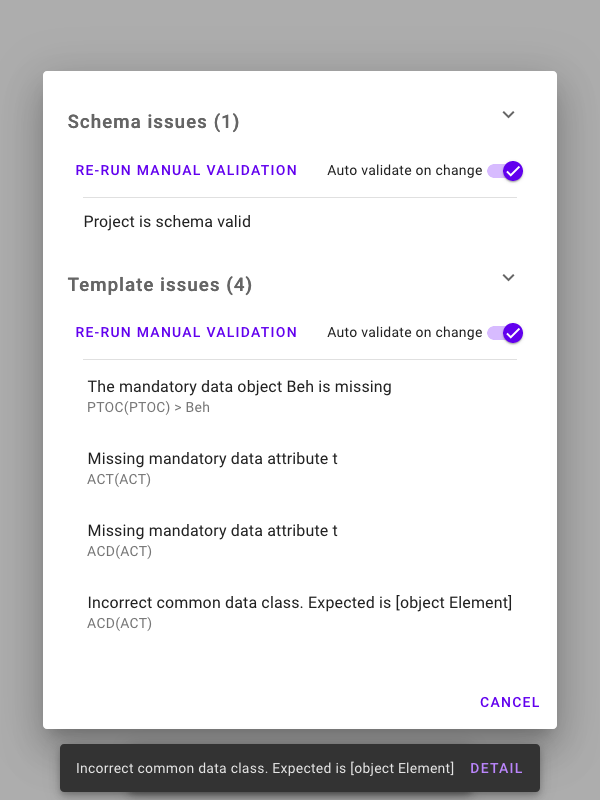 Schema issues (1)
RE-RUN MANUAL VALIDATION Auto validate on change
Project is schema valid
Template issues (4)
RE-RUN MANUAL VALIDATION Auto validate on change
The mandatory data object Beh is missing
PTOC(PTOC) > Beh
Missing mandatory data attribute t
ACT(ACT)
Missing mandatory data attribute t
ACD(ACT)
Incorrect common data class. Expected is [object Element]
ACD(ACT)
CANCEL
Incorrect common data class. Expected is [object Element] DETAIL